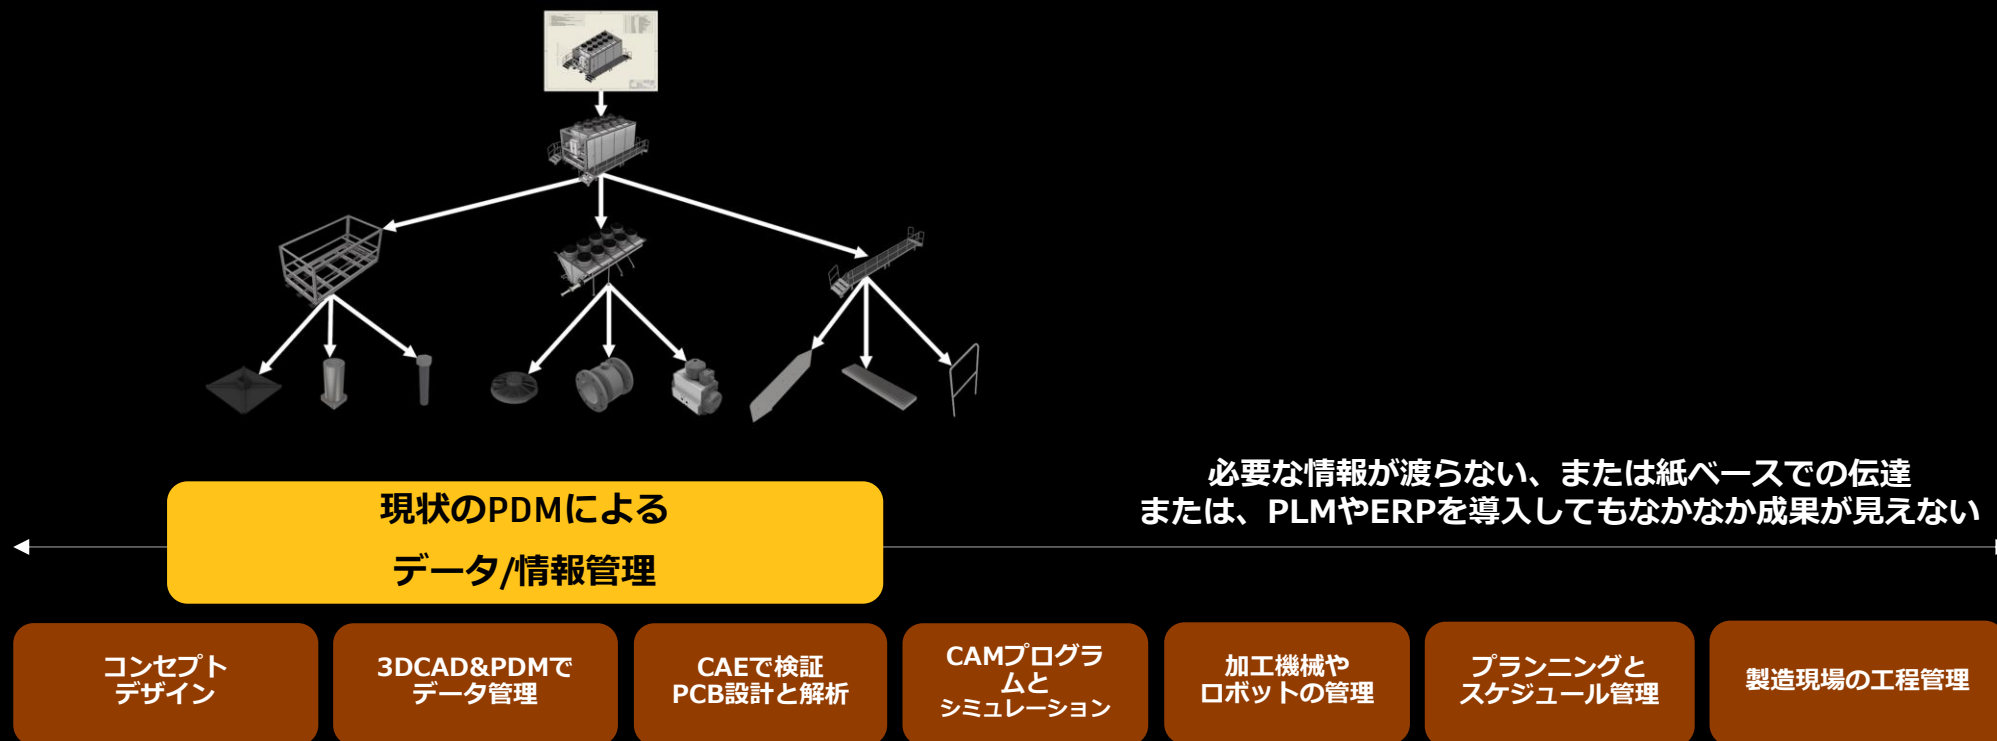 必要な情報が渡らない、または紙ベースでの伝達
または、PLMやERPを導入してもなかなか成果が見えない
現状のPDMによる
データ/情報管理
コンセプト
デザイン
3DCAD&PDMで
データ管理
CAEで検証
PCB設計と解析
CAMプログラ
ムと
シミュレーション
加工機械や
ロボットの管理
プランニングと
スケジュール管理
製造現場の工程管理